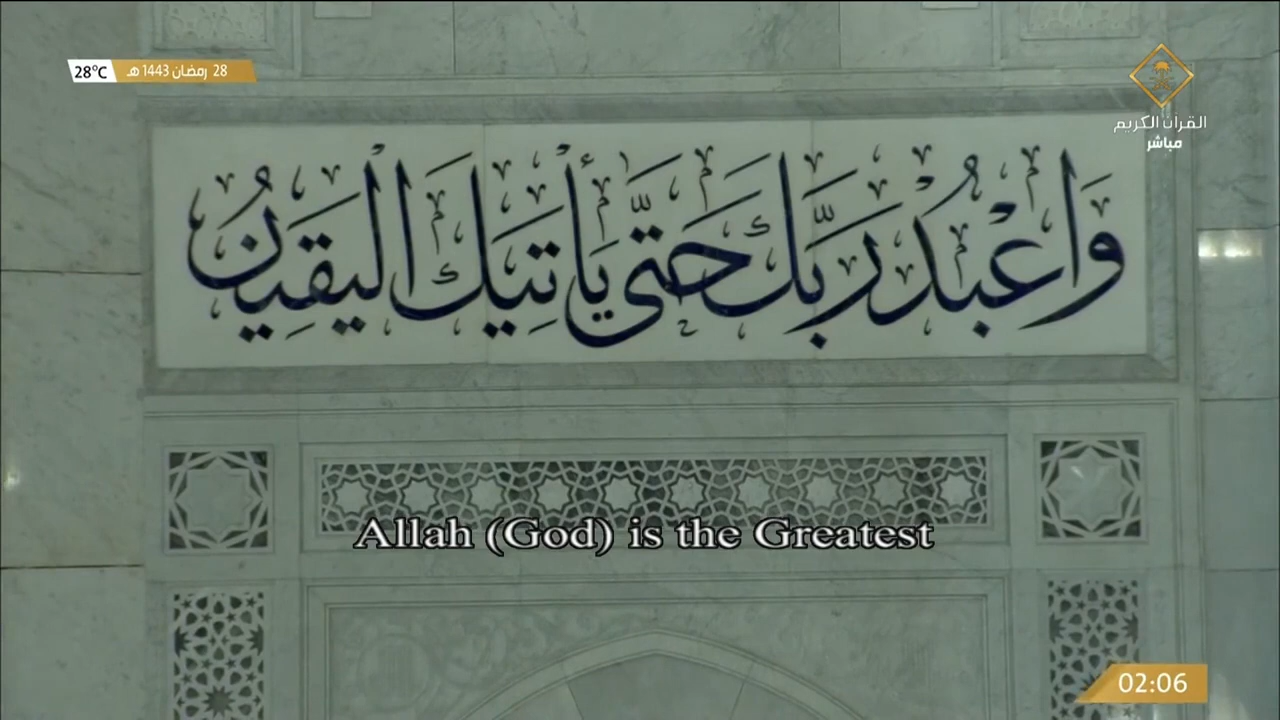 28°C
28 رمضان 1443 هـ
القرآن الكريم
مباشر
وَاعْبُدْ رَبَّكَ حَتَّى يَأْتِيَكَ الْيَقِينُ
Allah (God) is the Greatest
02:06